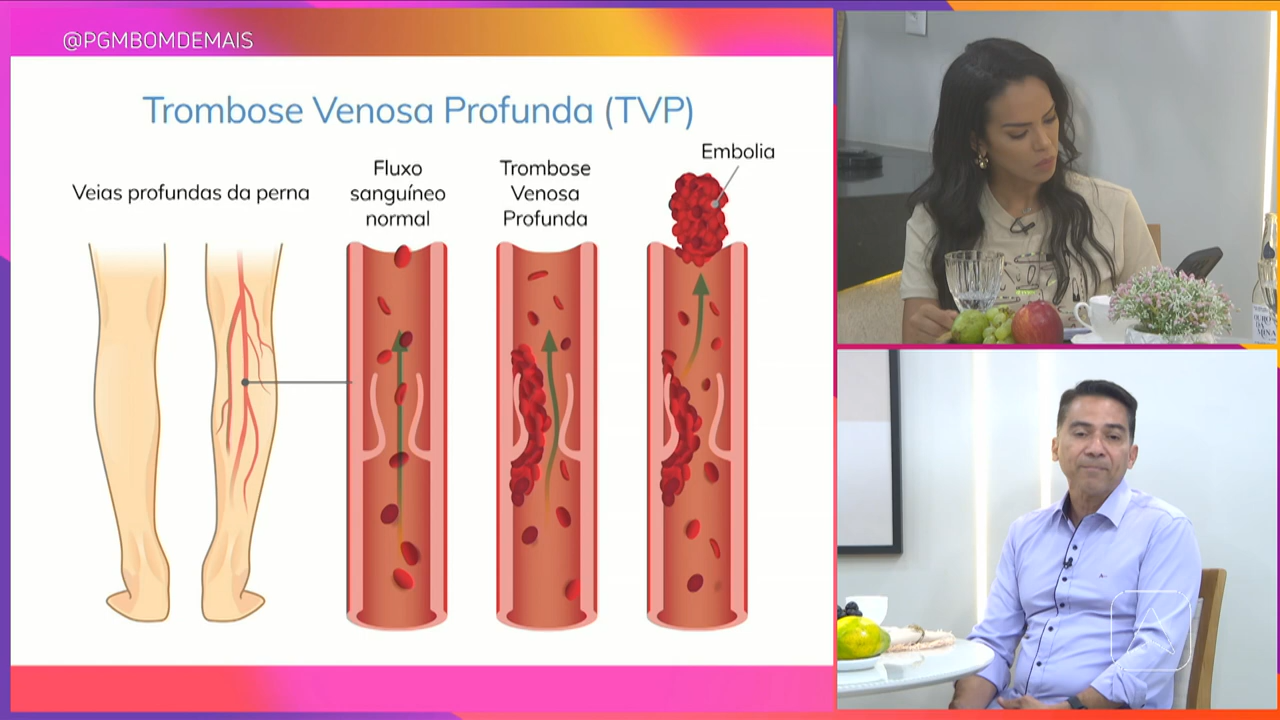 @PGMBOMDEMAIS
Trombose Venosa Profunda (TVP)
Veias profundas da perna
Fluxo
sanguíneo
normal
Trombose
Venosa
Profunda
Embolia